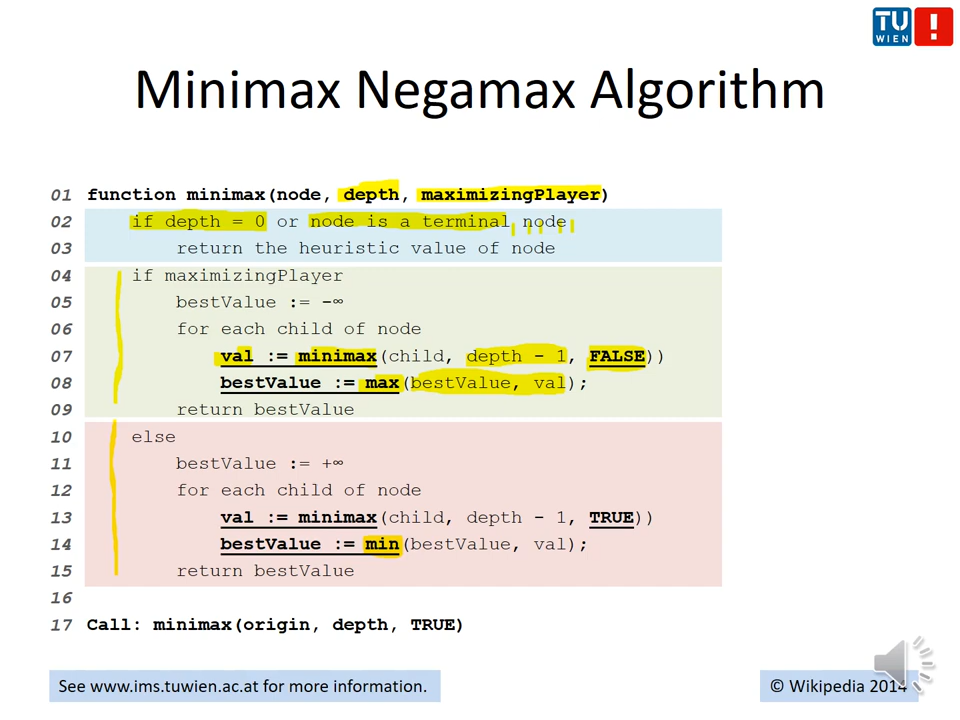 TU
WIEN
!
Minimax Negamax Algorithm
01 function minimax(node, depth, maximizingPlayer)
02 if depth = 0 or node is a terminal node
03 return the heuristic value of node
04 if maximizingPlayer
05 bestValue := -∞
06 for each child of node
07 val := minimax(child, depth - 1, FALSE))
08 bestValue := max(bestValue, val);
09 return bestValue
10 else
11 bestValue := +∞
12 for each child of node
13 val := minimax(child, depth - 1, TRUE))
14 bestValue := min(bestValue, val);
15 return bestValue
16
17 Call: minimax(origin, depth, TRUE)
See www.ims.tuwien.ac.at for more information.
© Wikipedia 2014